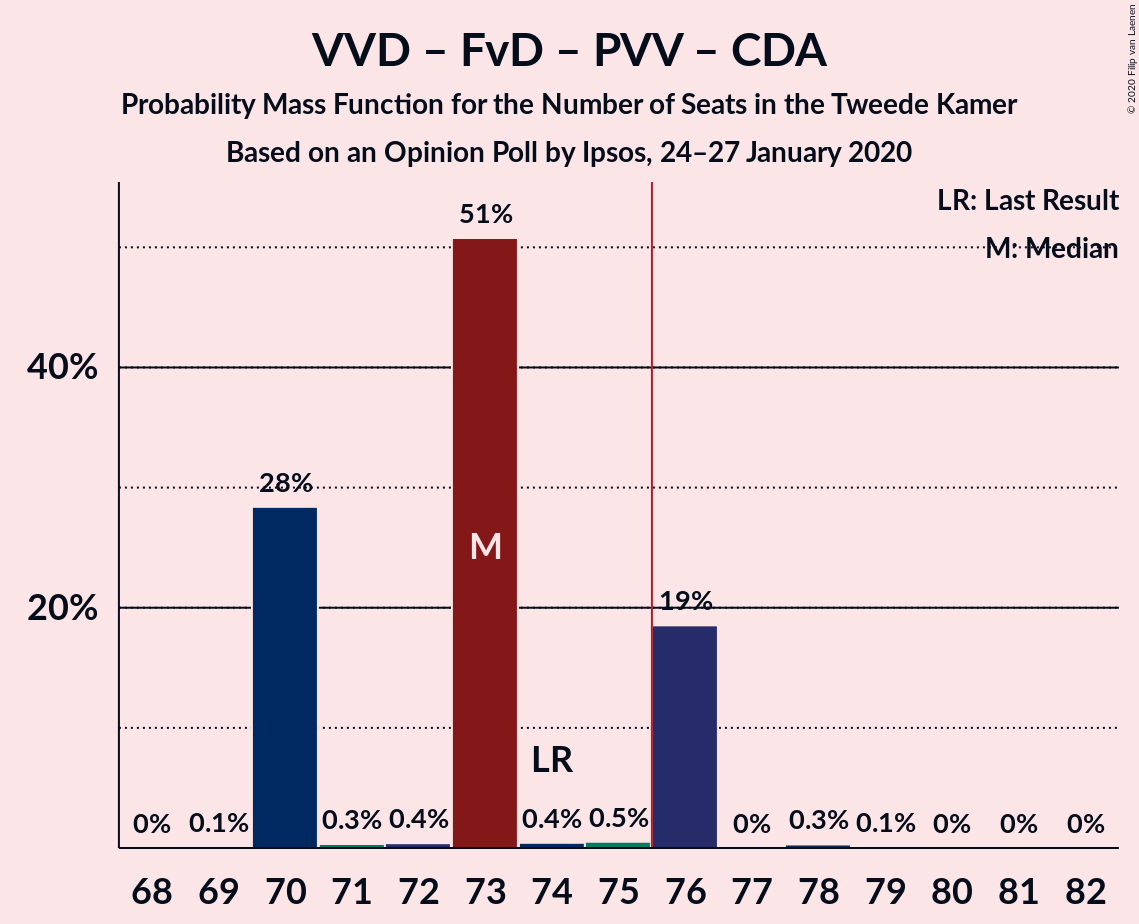 VVD – FvD – PVV – CDA
Probability Mass Function for the Number of Seats in the Tweede Kamer
Based on an Opinion Poll by Ipsos, 24–27 January 2020
© 2020 Filip van Laenen
LR: Last Result
M: Median
51%
40%
28%
M
20%
19%
LR
0% 0.1% 0.3% 0.4% 0.4% 0.5% 0% 0.3% 0.1% 0% 0% 0%
68 69 70 71 72 73 74 75 76 77 78 79 80 81 82